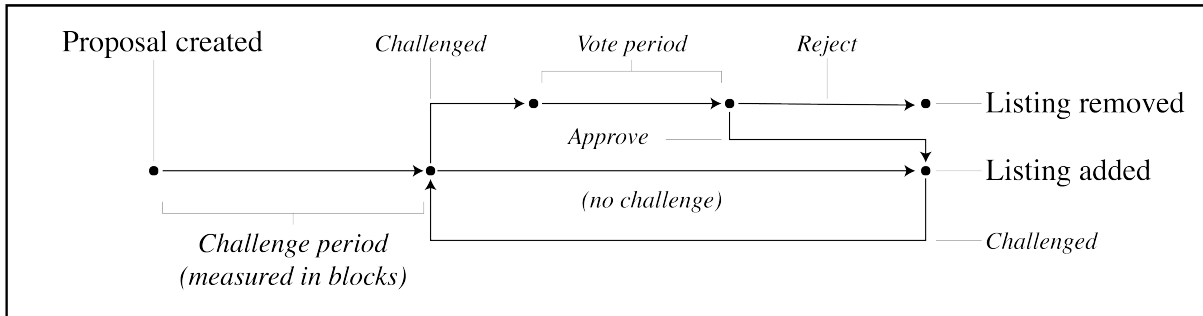 Proposal created
Challenged
Vote period
Reject
Listing removed
Approve
Listing added
(no challenge)
Challenge period
(measured in blocks)
Challenged